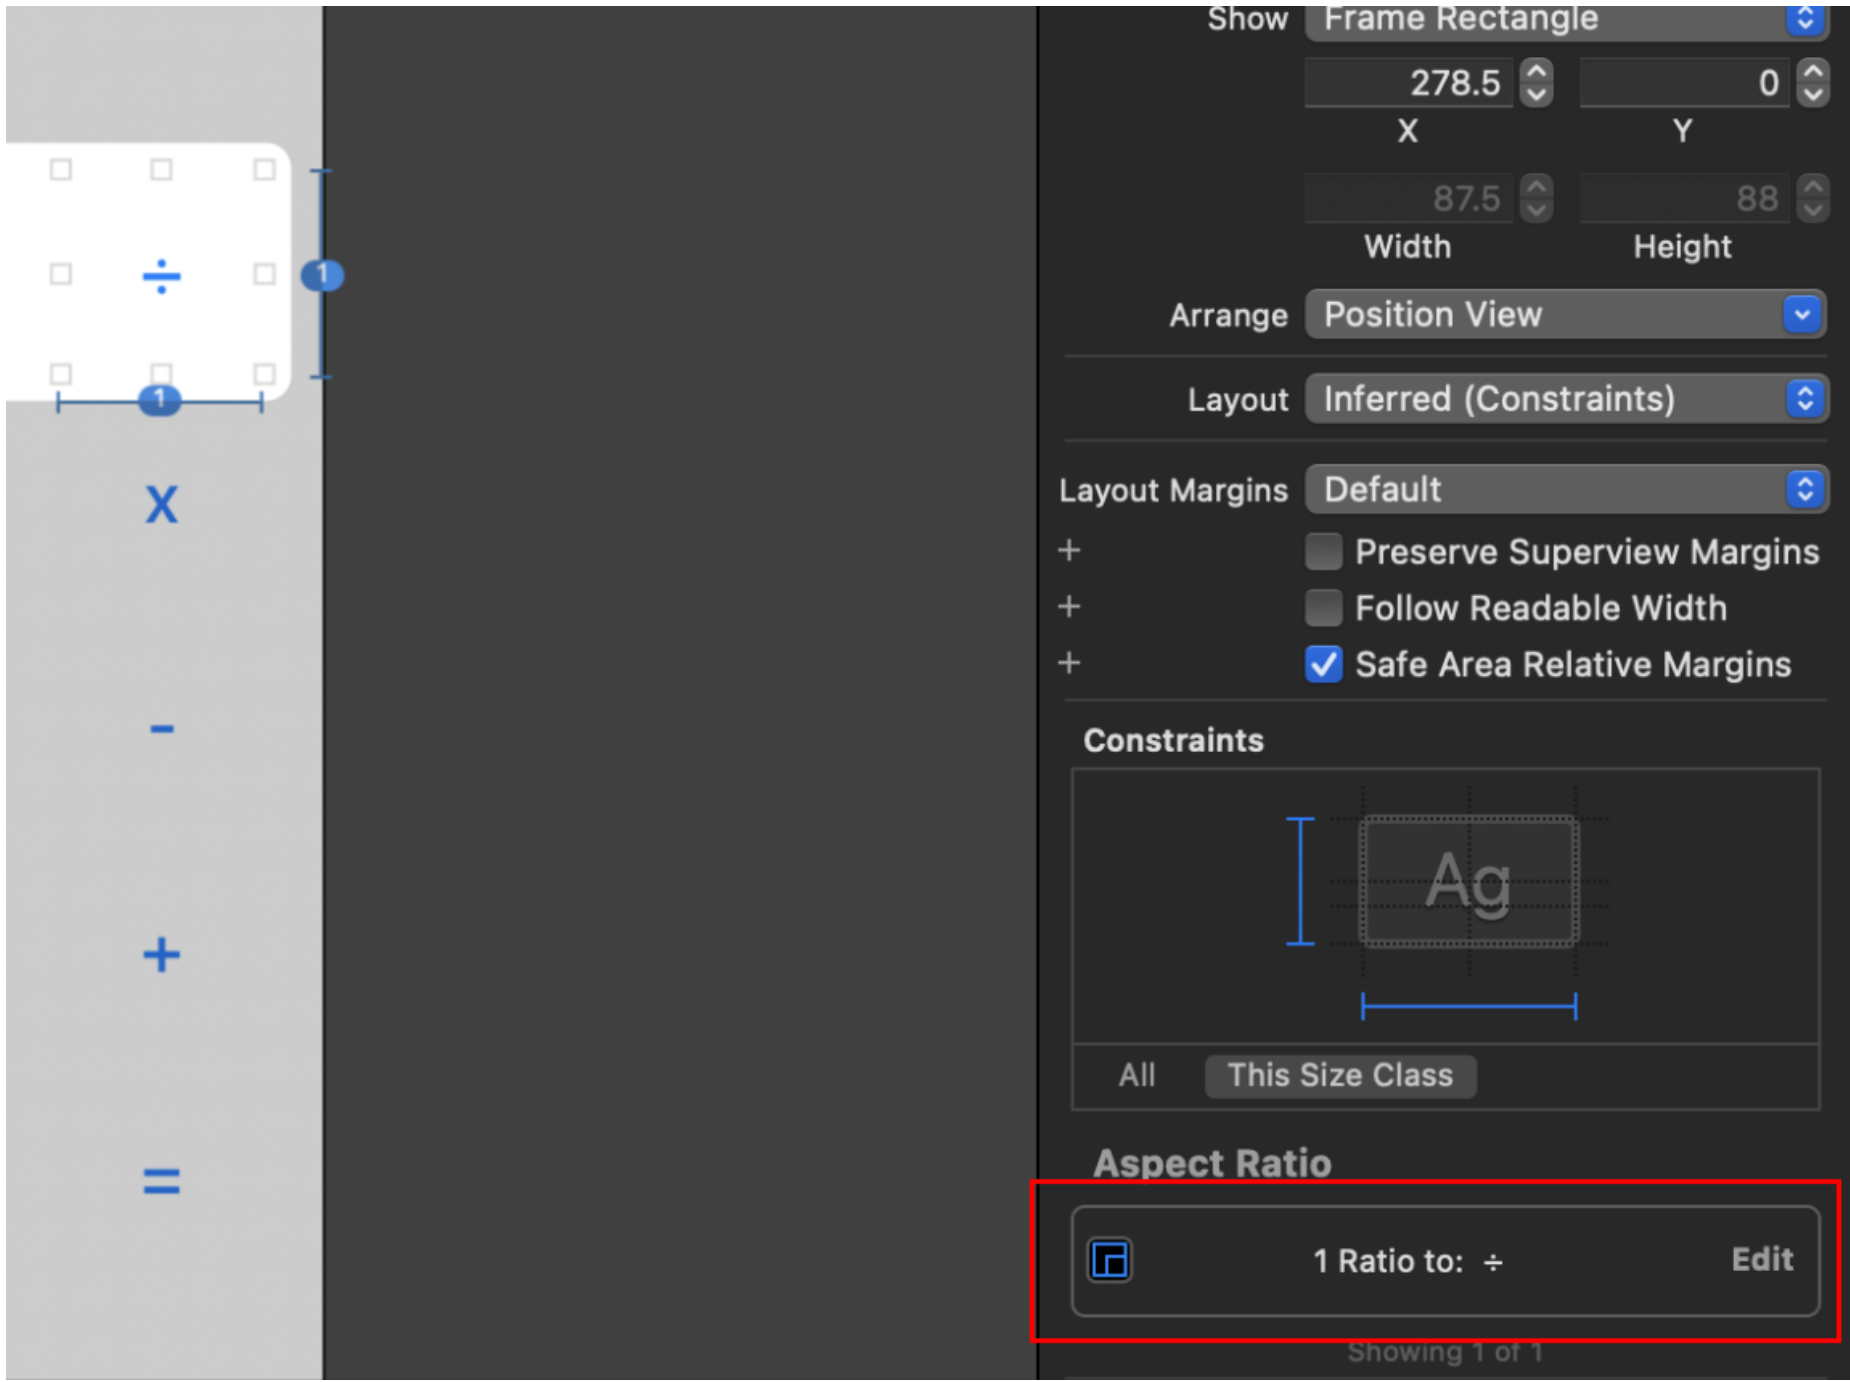 ÷
1
1
X
-
+
=
Show Frame Rectangle
278.5 0
X Y
87.5 88
Width Height
Arrange Position View
Layout Inferred (Constraints)
Layout Margins Default
+ Preserve Superview Margins
+ Follow Readable Width
+ Safe Area Relative Margins
Constraints
Ag
All This Size Class
Aspect Ratio
1 Ratio to: ÷ Edit
Showing 1 of 1